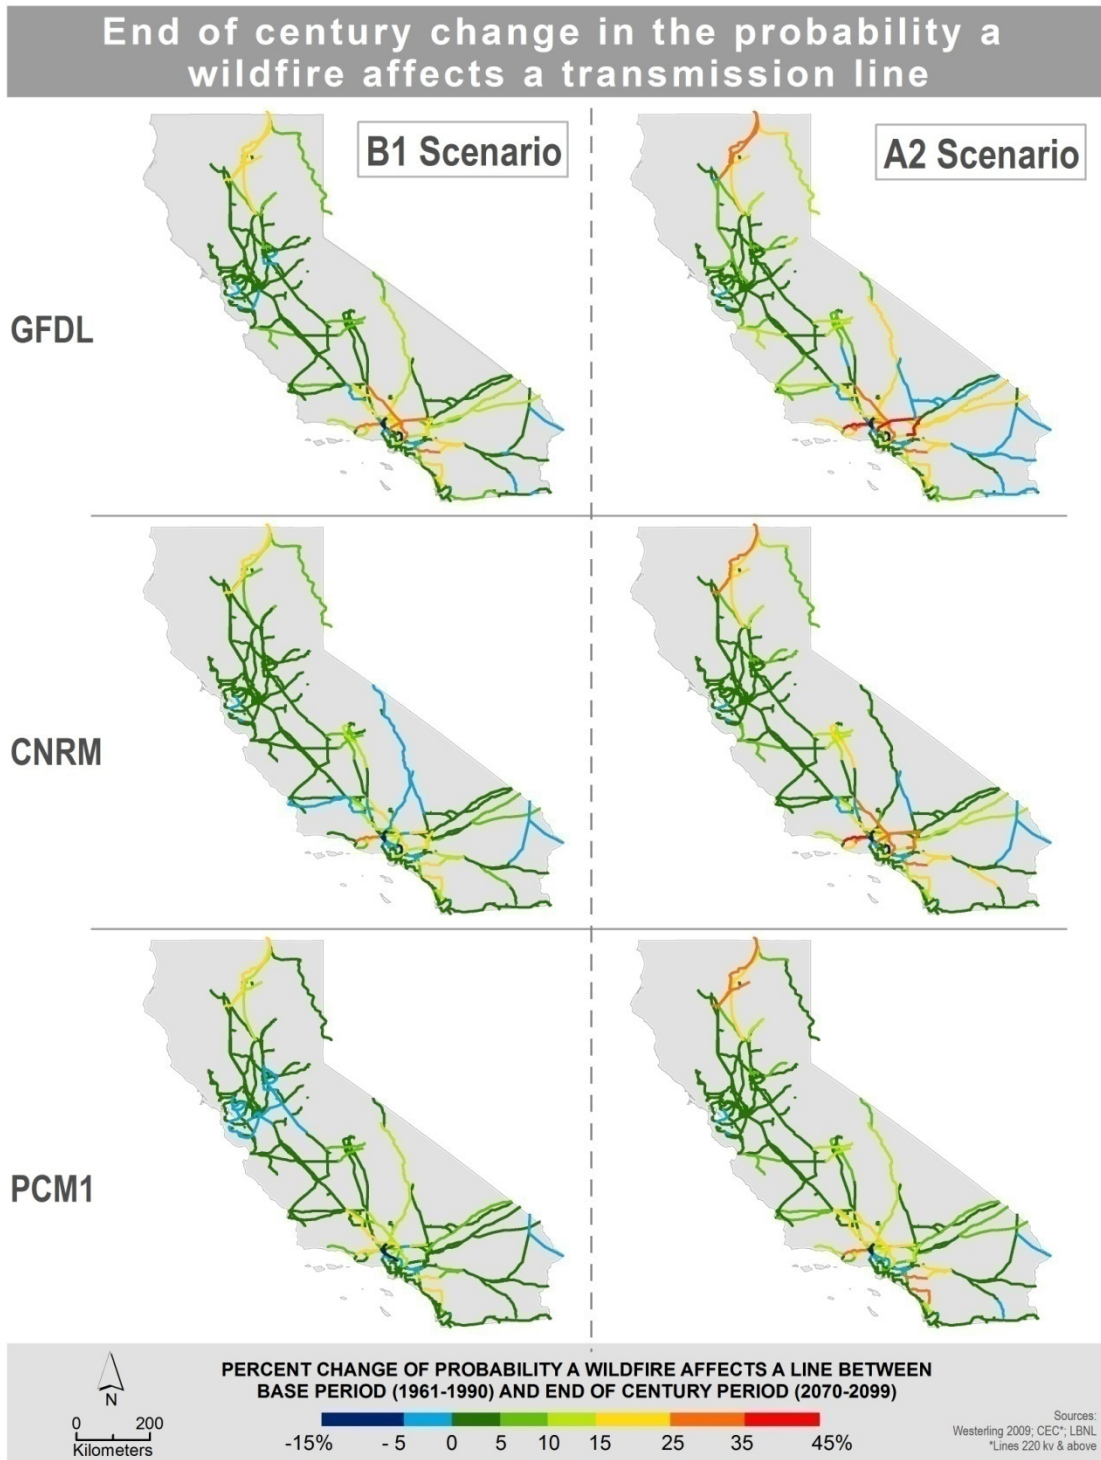 End of century change in the probability a
wildfire affects a transmission line
B1 Scenario
A2 Scenario
GFDL
CNRM
PCM1
N
0 200
Kilometers
PERCENT CHANGE OF PROBABILITY A WILDFIRE AFFECTS A LINE BETWEEN
BASE PERIOD (1961-1990) AND END OF CENTURY PERIOD (2070-2099)
-15% - 5 0 5 10 15 25 35 45%
Sources:
Westerling 2009; CEC*; LBNL
*Lines 220 kv & above